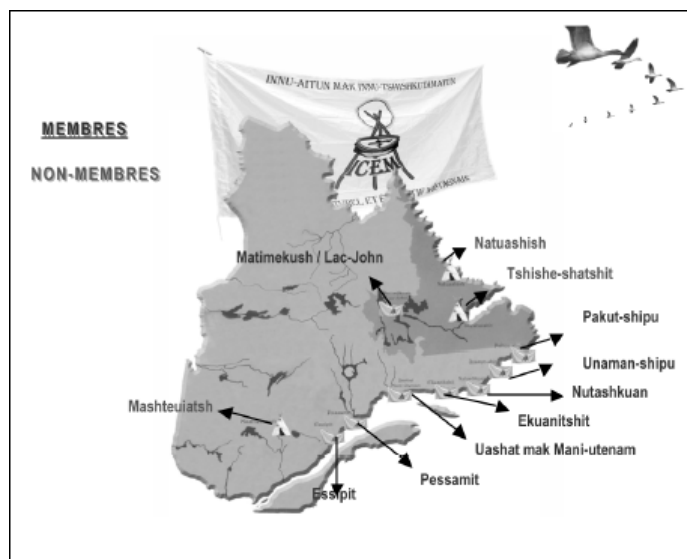 INNU-AITUN MAK INNU-TSHISHKUTAMATUN
MEMBRES
ICEM
NON-MEMBRES
Natuashish
Matimekush / Lac-John
Tshishe-shatshit
Pakut-shipu
Unaman-shipu
Nutashkuan
Mashteuiatsh
Ekuanitshit
Uashat mak Mani-utenam
Pessamit
Essipit